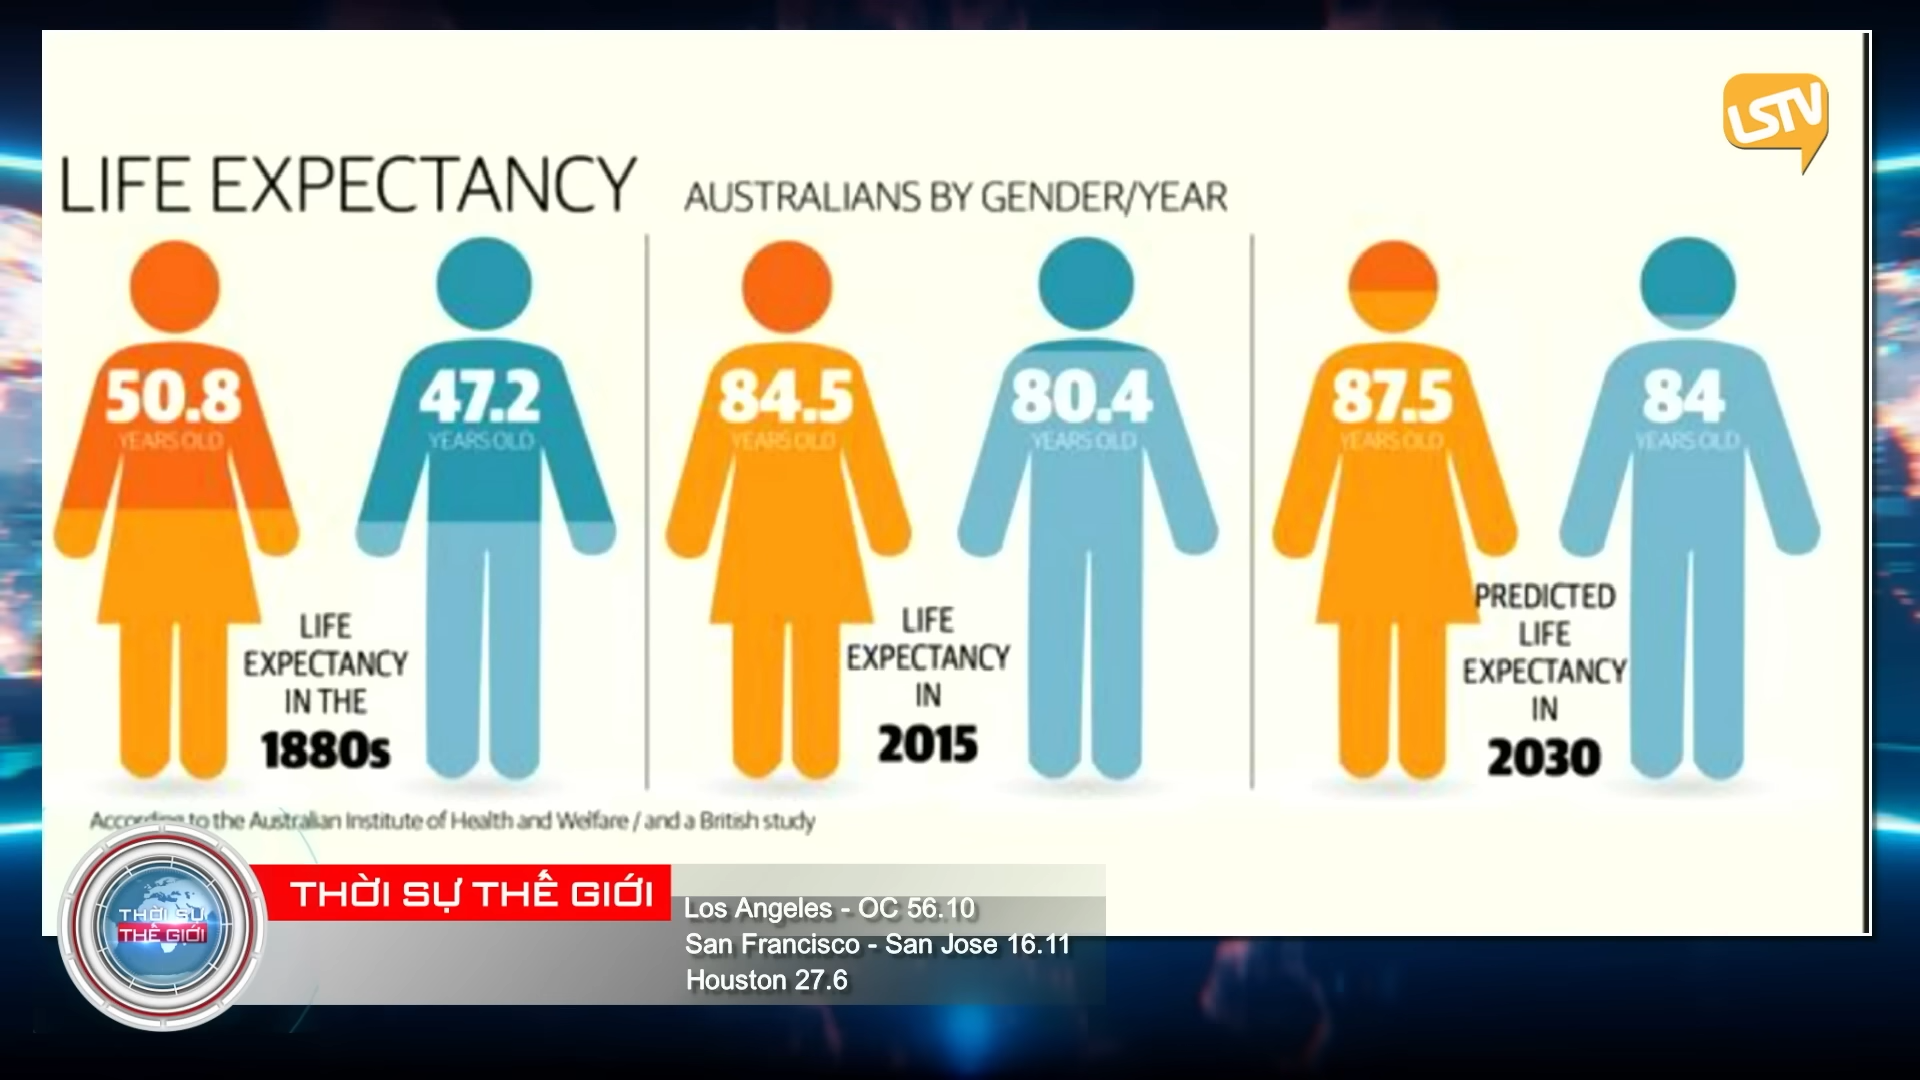 LSTV
LIFE EXPECTANCY
AUSTRALIANS BY GENDER/YEAR
50.8
YEARS OLD
47.2
YEARS OLD
LIFE
EXPECTANCY
IN THE
1880s
84.5
YEARS OLD
80.4
YEARS OLD
LIFE
EXPECTANCY
IN
2015
87.5
YEARS OLD
84
YEARS OLD
PREDICTED
LIFE
EXPECTANCY
IN
2030
According to the Australian Institute of Health and Welfare / and a British study
THỜI SỰ THẾ GIỚI
THỜI SỰ
THẾ GIỚI
Los Angeles - OC 56.10
San Francisco - San Jose 16.11
Houston 27.6